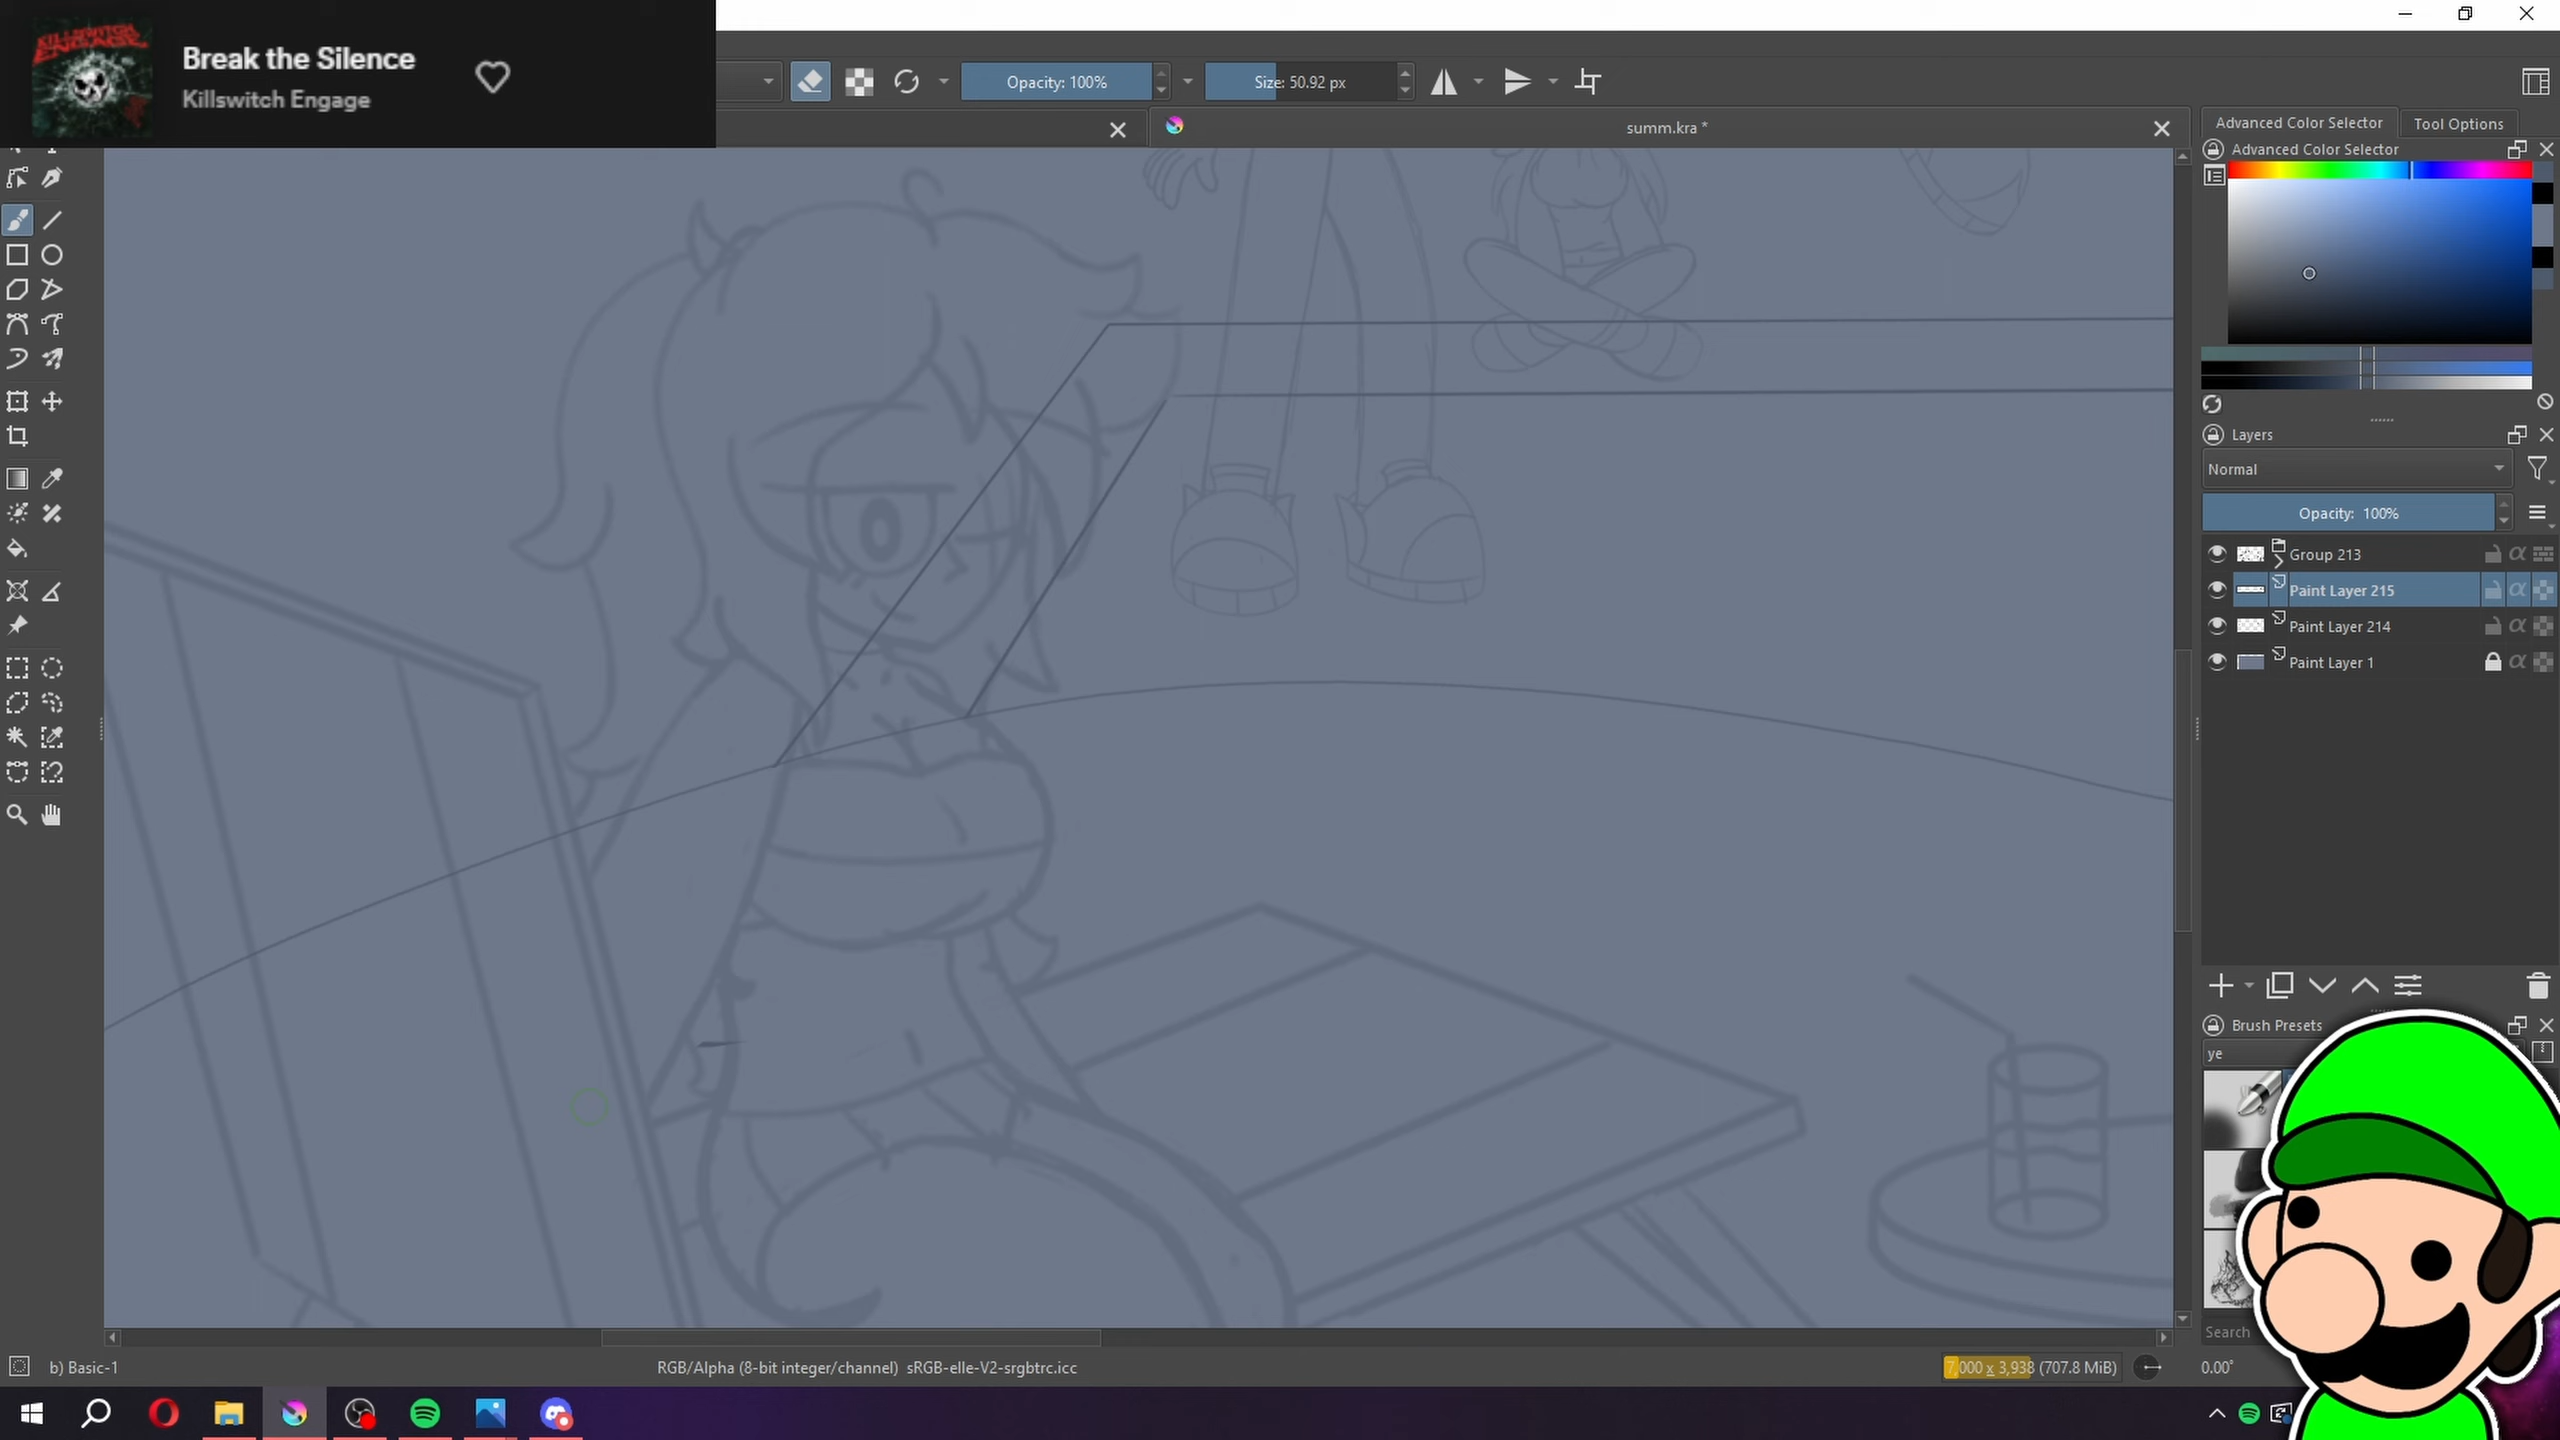 KILLSWITCH
ENGAGE
Break the Silence
Killswitch Engage
Opacity: 100%
Size: 50.92 px
summ.kra *
Advanced Color Selector
Tool Options
Advanced Color Selector
Layers
Normal
Opacity: 100%
Group 213
Paint Layer 215
Paint Layer 214
Paint Layer 1
Brush Presets
ye
Search
b) Basic-1
RGB/Alpha (8-bit integer/channel) sRGB-elle-V2-srgbtrc.icc
7,000 x 3,938 (707.8 MiB)
0.00°